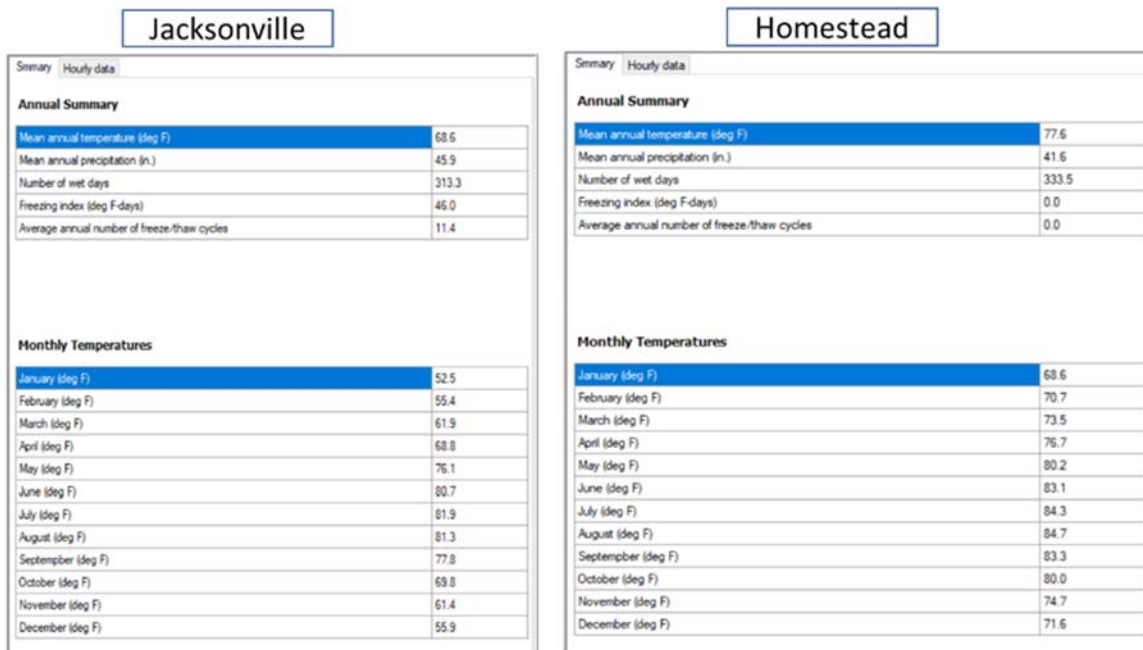 Jacksonville
Smmary Hourly data
Annual Summary
Mean annual temperature (deg F) 68.6
Mean annual precipitation (in.) 45.9
Number of wet days 313.3
Freezing index (deg F-days) 46.0
Average annual number of freeze/thaw cycles 11.4
Monthly Temperatures
January (deg F) 52.5
February (deg F) 55.4
March (deg F) 61.9
April (deg F) 68.8
May (deg F) 76.1
June (deg F) 80.7
July (deg F) 81.9
August (deg F) 81.3
Septempber (deg F) 77.8
October (deg F) 69.8
November (deg F) 61.4
December (deg F) 55.9
Homestead
Smmary Hourly data
Annual Summary
Mean annual temperature (deg F) 77.6
Mean annual precipitation (in.) 41.6
Number of wet days 333.5
Freezing index (deg F-days) 0.0
Average annual number of freeze/thaw cycles 0.0
Monthly Temperatures
January (deg F) 68.6
February (deg F) 70.7
March (deg F) 73.5
April (deg F) 76.7
May (deg F) 80.2
June (deg F) 83.1
July (deg F) 84.3
August (deg F) 84.7
Septempber (deg F) 83.3
October (deg F) 80.0
November (deg F) 74.7
December (deg F) 71.6